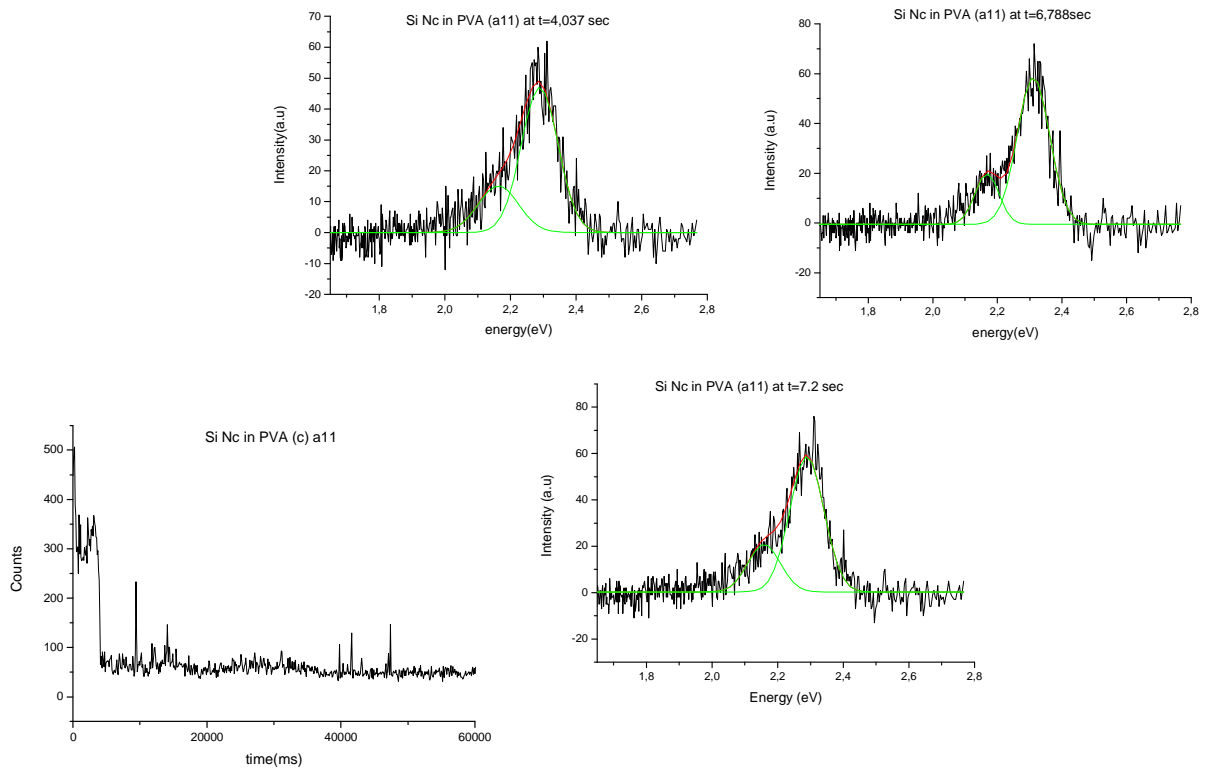 Si Nc in PVA (a11) at t=4,037 sec
70
60
50
40
30
20
10
0
-10
-20
Intensity(a.u)
1,8 2,0 2,2 2,4 2,6 2,8
energy(eV)
Si Nc in PVA (a11) at t=6,788sec
80
60
40
20
0
-20
Intensity (a.u)
1,8 2,0 2,2 2,4 2,6 2,8
energy(eV)
Si Nc in PVA (c) a11
500
400
300
200
100
0
Counts
0 20000 40000 60000
time(ms)
Si Nc in PVA (a11) at t=7.2 sec
80
60
40
20
0
-20
Intensity (a.u)
1,8 2,0 2,2 2,4 2,6 2,8
Energy (eV)